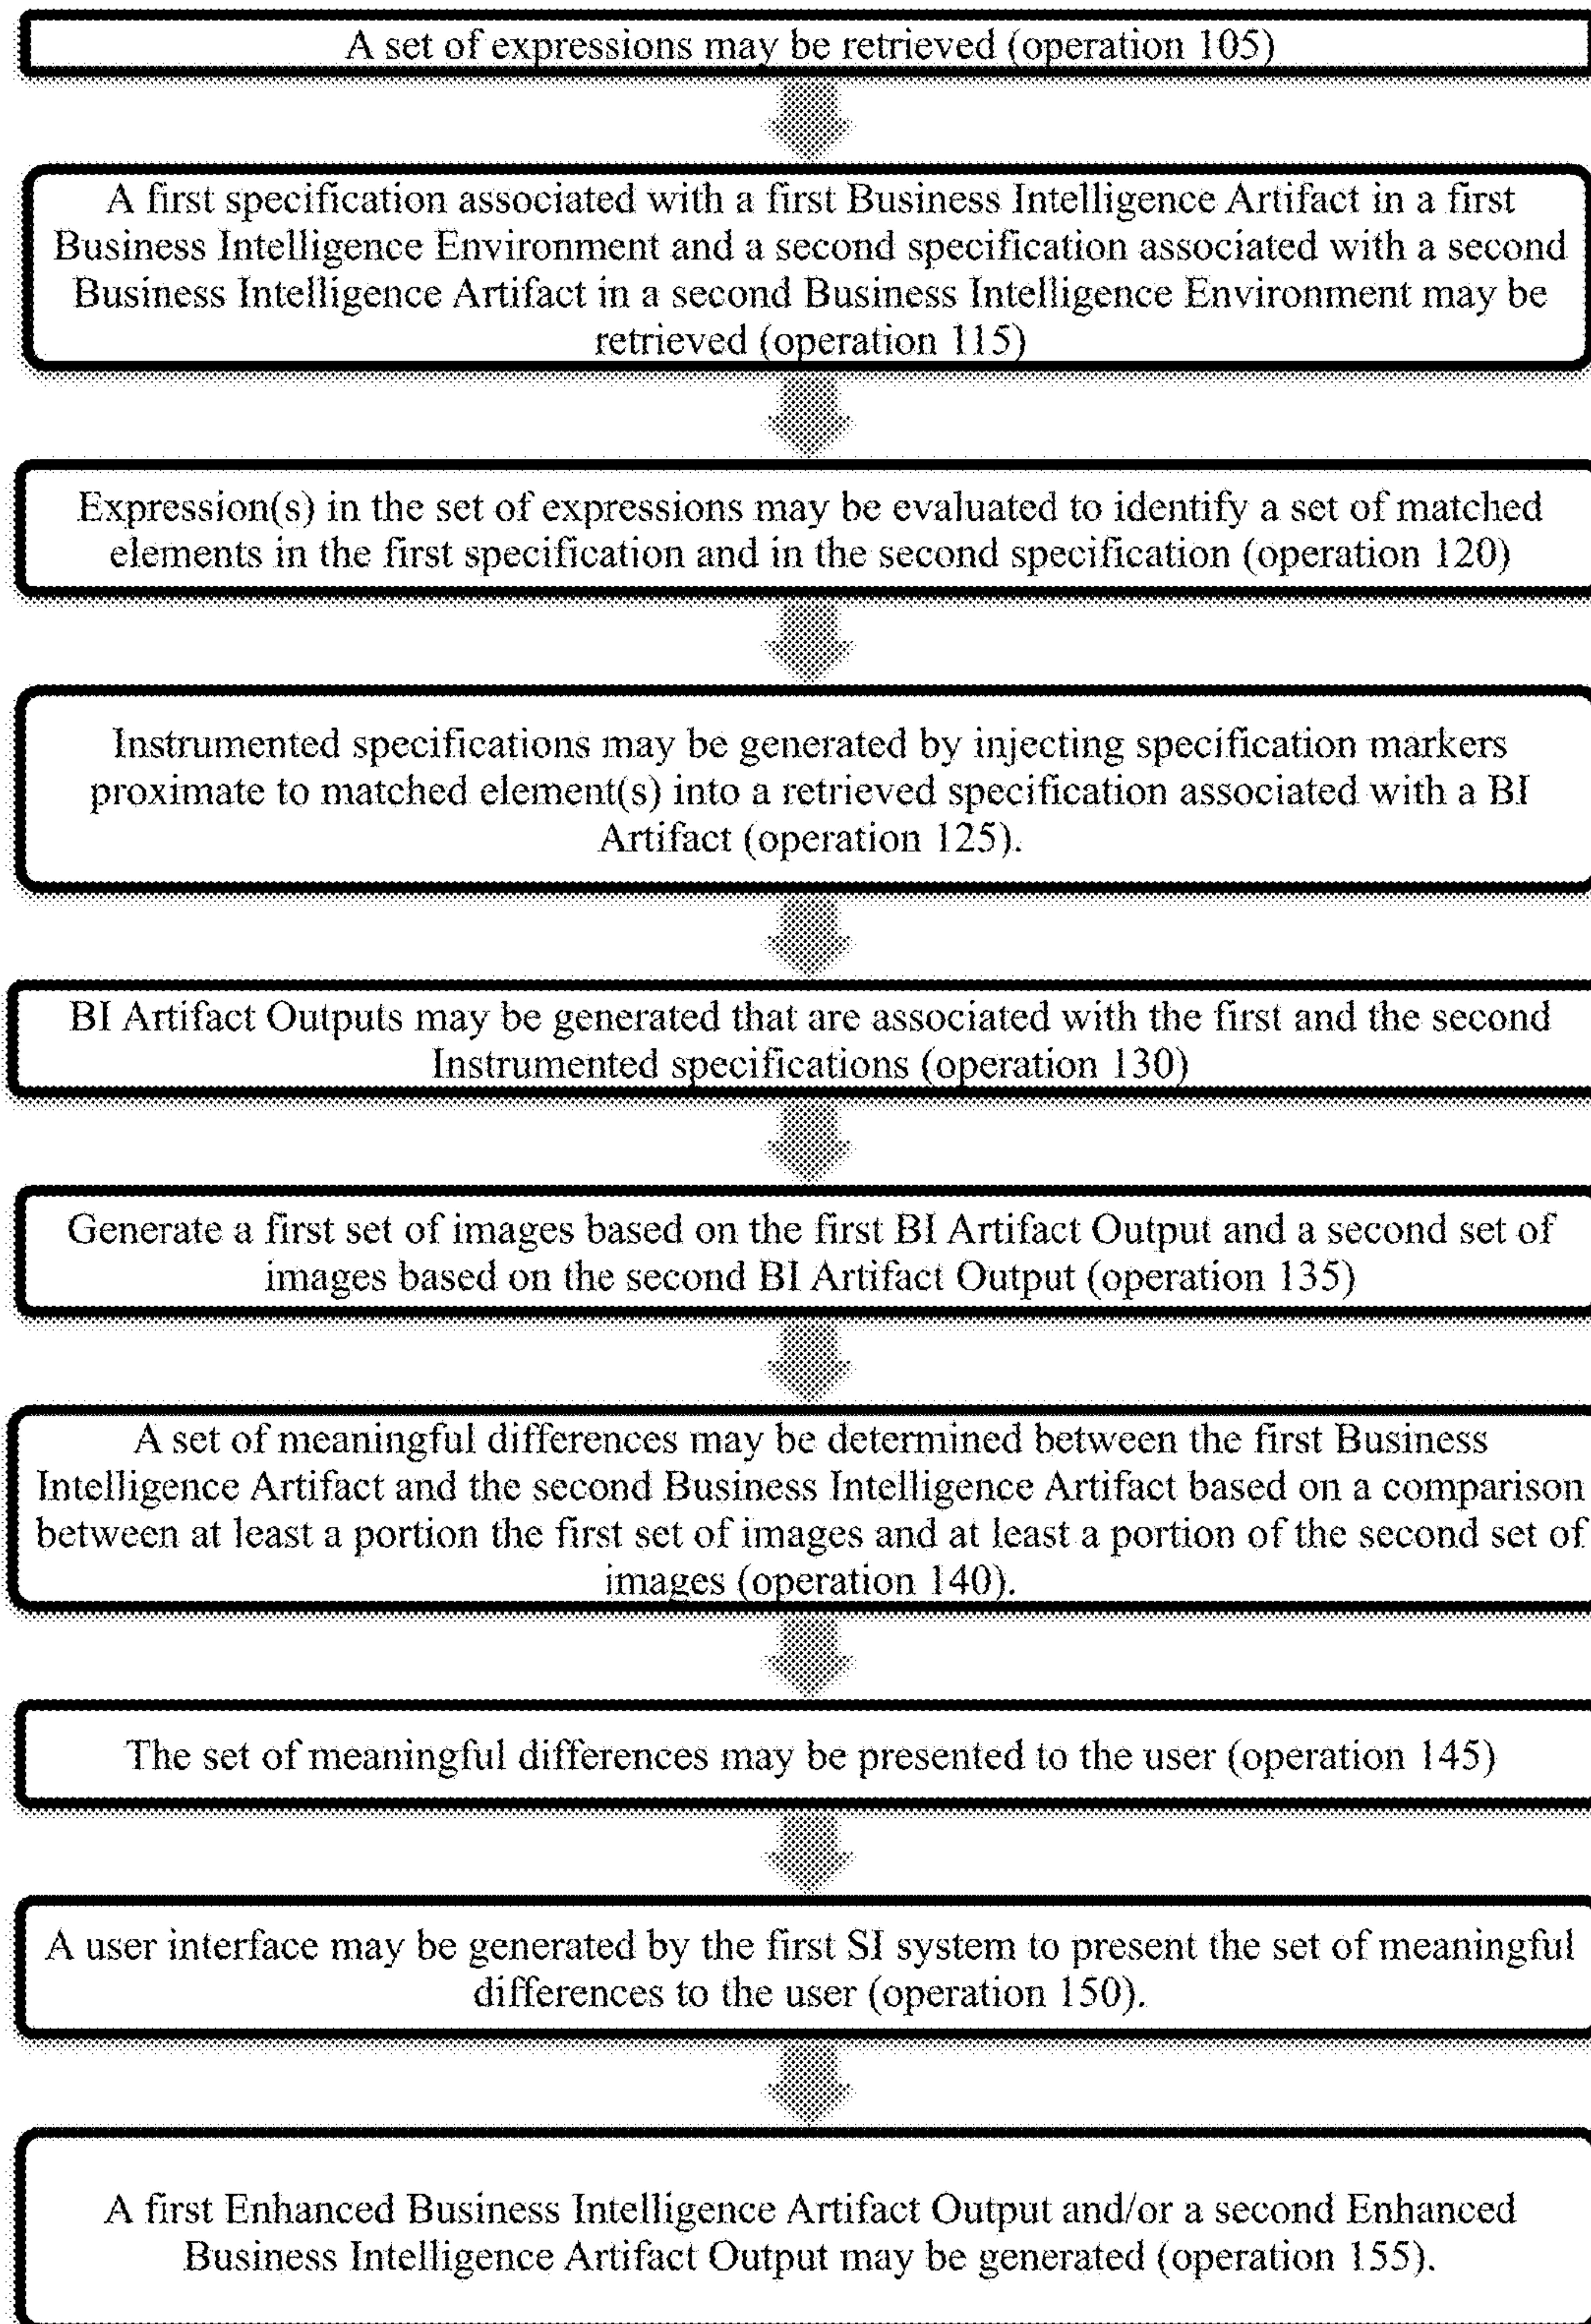 A set of expressions may be retrieved (operation 105)
A first specification associated with a first Business Intelligence Artifact in a first
Business Intelligence Environment and a second specification associated with a second
Business Intelligence Artifact in a second Business Intelligence Environment may be
retrieved (operation 115)
Expression(s) in the set of expressions may be evaluated to identify a set of matched
elements in the first specification and in the second specification (operation 120)
Instrumented specifications may be generated by injecting specification markers
proximate to matched element(s) into a retrieved specification associated with a BI
Artifact (operation 125).
BI Artifact Outputs may be generated that are associated with the first and the second
Instrumented specifications (operation 130)
Generate a first set of images based on the first BI Artifact Output and a second set of
images based on the second BI Artifact Output (operation 135)
A set of meaningful differences may be determined between the first Business
Intelligence Artifact and the second Business Intelligence Artifact based on a comparison
between at least a portion the first set of images and at least a portion of the second set of
images (operation 140).
The set of meaningful differences may be presented to the user (operation 145)
A user interface may be generated by the first SI system to present the set of meaningful
differences to the user (operation 150).
A first Enhanced Business Intelligence Artifact Output and/or a second Enhanced
Business Intelligence Artifact Output may be generated (operation 155).